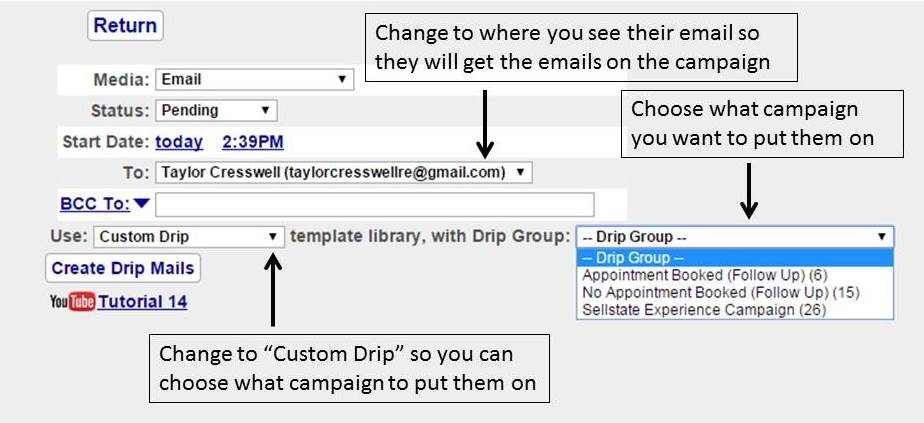 Return
Change to where you see their email so
they will get the emails on the campaign
Media: Email
Status: Pending
Choose what campaign
you want to put them on
Start Date: today 2:39PM
To: Taylor Cresswell (taylorcresswellre@gmail.com)
BCC To:
Use: Custom Drip template library, with Drip Group: -- Drip Group --
-- Drip Group --
Appointment Booked (Follow Up) (6)
No Appointment Booked (Follow Up) (15)
Sellstate Experience Campaign (26)
Create Drip Mails
YouTube Tutorial 14
Change to “Custom Drip” so you can
choose what campaign to put them on